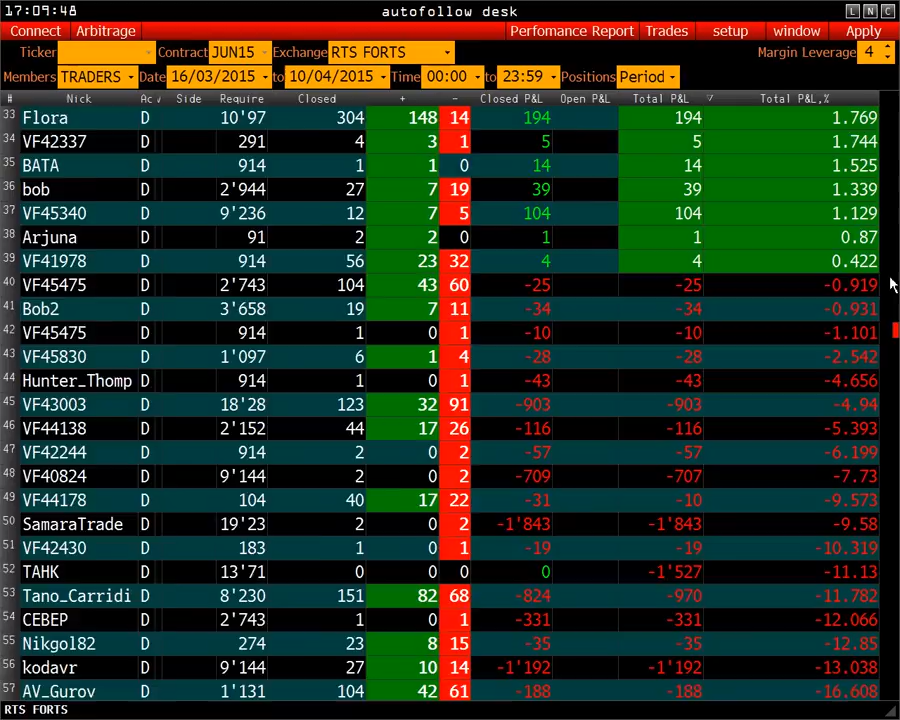 17:09:48 autofollow desk L N C
Connect Arbitrage Perfomance Report Trades setup window Apply
Ticker Contract JUN15 Exchange RTS FORTS Margin Leverage 4
Members TRADERS Date 16/03/2015 to 10/04/2015 Time 00:00 to 23:59 Positions Period
# Nick Ac Side Require Closed + - Closed P&L Open P&L Total P&L Total P&L,%
33 Flora D 10'97 304 148 14 194 194 1.769
34 VF42337 D 291 4 3 1 5 5 1.744
35 BATA D 914 1 1 0 14 14 1.525
36 bob D 2'944 27 7 19 39 39 1.339
37 VF45340 D 9'236 12 7 5 104 104 1.129
38 Arjuna D 91 2 2 0 1 1 0.87
39 VF41978 D 914 56 23 32 4 4 0.422
40 VF45475 D 2'743 104 43 60 -25 -25 -0.919
41 Bob2 D 3'658 19 7 11 -34 -34 -0.931
42 VF45475 D 914 1 0 1 -10 -10 -1.101
43 VF45830 D 1'097 6 1 4 -28 -28 -2.542
44 Hunter_Thomp D 914 1 0 1 -43 -43 -4.656
45 VF43003 D 18'28 123 32 91 -903 -903 -4.94
46 VF44138 D 2'152 44 17 26 -116 -116 -5.393
47 VF42244 D 914 2 0 2 -57 -57 -6.199
48 VF40824 D 9'144 2 0 2 -709 -707 -7.73
49 VF44178 D 104 40 17 22 -31 -10 -9.573
50 SamaraTrade D 19'23 2 0 2 -1'843 -1'843 -9.58
51 VF42430 D 183 1 0 1 -19 -19 -10.319
52 TAHK D 13'71 0 0 0 0 -1'527 -11.13
53 Tano_Carridi D 8'230 151 82 68 -824 -970 -11.782
54 CEBEP D 2'743 1 0 1 -331 -331 -12.066
55 Nikgol82 D 274 23 8 15 -35 -35 -12.85
56 kodavr D 9'144 27 10 14 -1'192 -1'192 -13.038
57 AV_Gurov D 1'131 104 42 61 -188 -188 -16.608
RTS FORTS